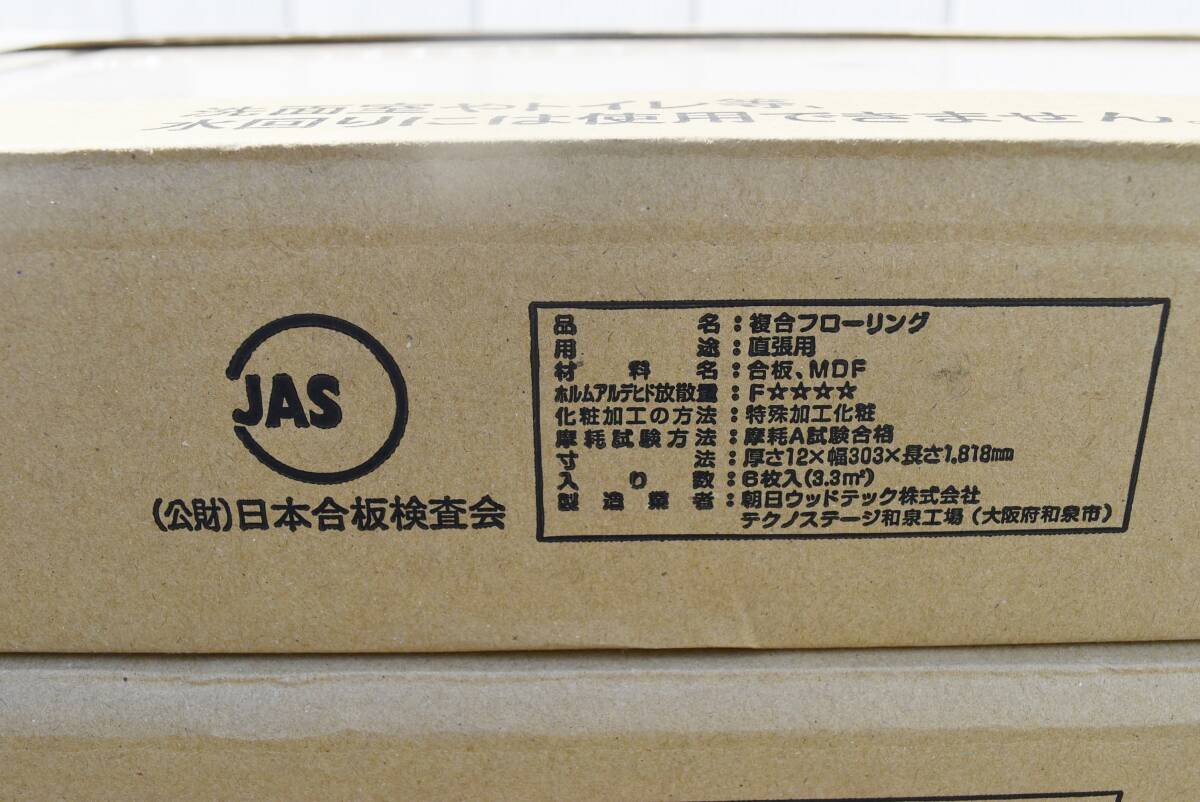 洗面室やトイレ等、
水回りには使用できません。
JAS
(公財)日本合板検査会
品名:複合フローリング
用途:直張用
材料名:合板、MDF
ホルムアルデヒド放散量:F☆☆☆☆
化粧加工の方法:特殊加工化粧
摩耗試験方法:摩耗A試験合格
寸法:厚さ12×幅303×長さ1,818mm
入り数:6枚入(3.3㎡)
製造業者:朝日ウッドテック株式会社
テクノステージ和泉工場(大阪府和泉市)